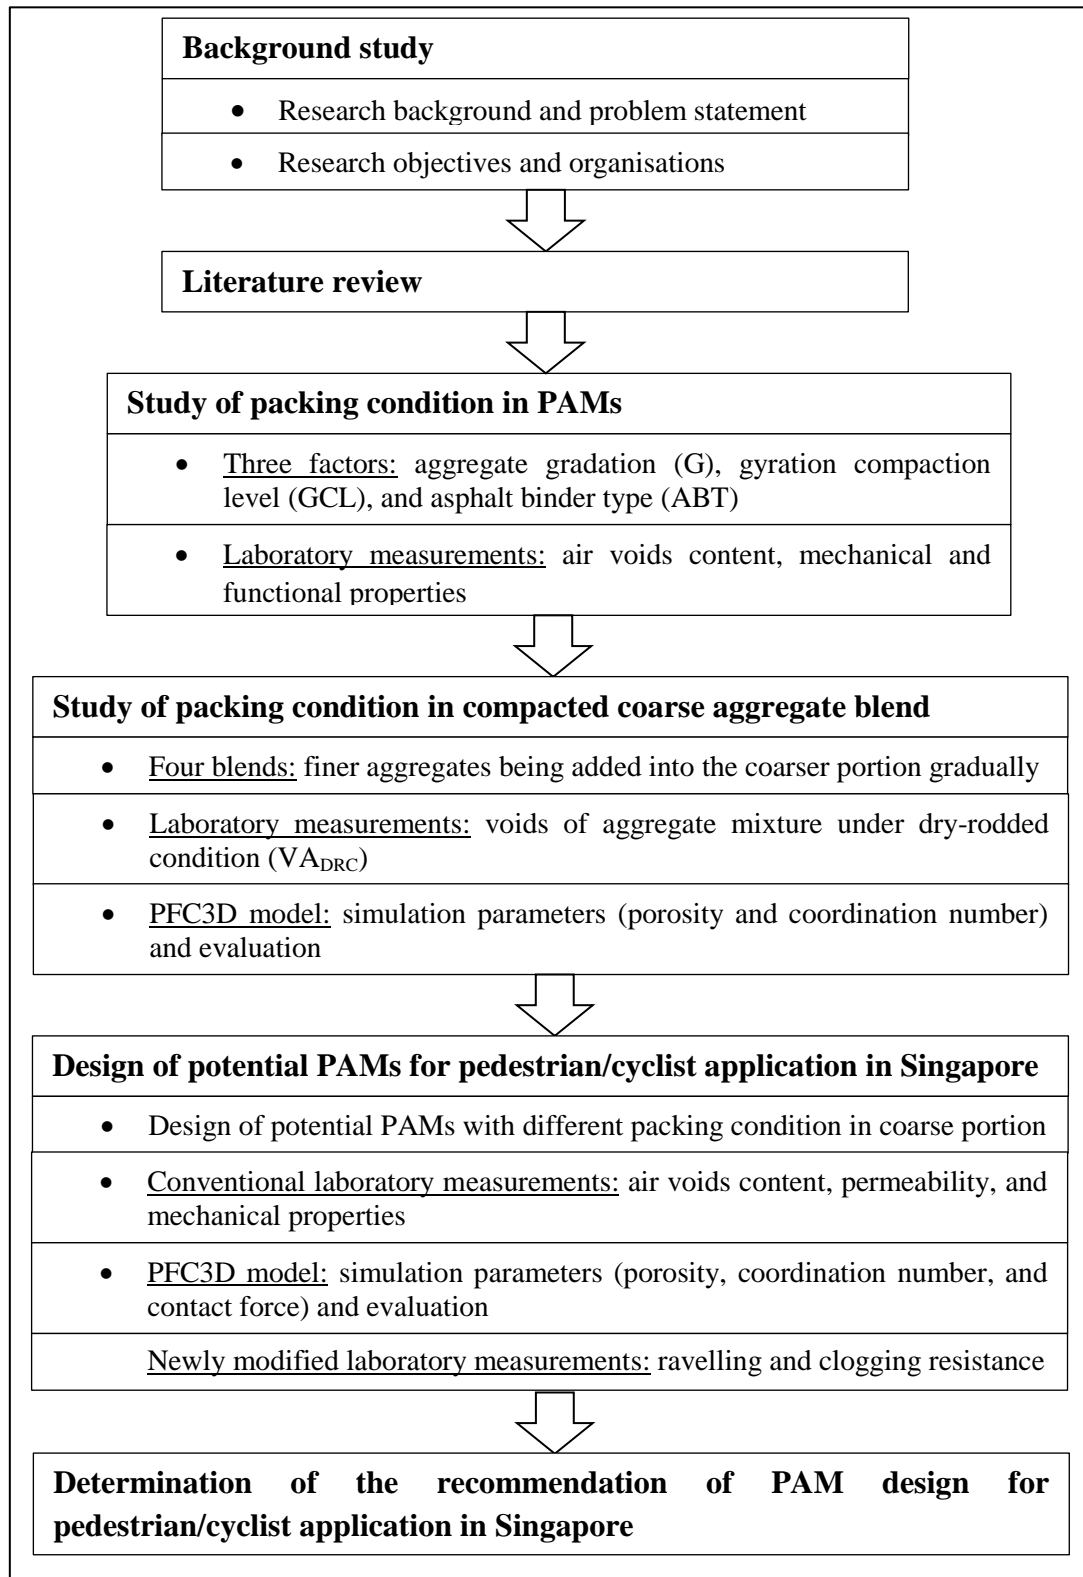 Background study
• Research background and problem statement
• Research objectives and organisations
Literature review
Study of packing condition in PAMs
• Three factors: aggregate gradation (G), gyration compaction
level (GCL), and asphalt binder type (ABT)
• Laboratory measurements: air voids content, mechanical and
functional properties
Study of packing condition in compacted coarse aggregate blend
• Four blends: finer aggregates being added into the coarser portion gradually
• Laboratory measurements: voids of aggregate mixture under dry-rodded
condition (VADRC)
• PFC3D model: simulation parameters (porosity and coordination number)
and evaluation
Design of potential PAMs for pedestrian/cyclist application in Singapore
• Design of potential PAMs with different packing condition in coarse portion
• Conventional laboratory measurements: air voids content, permeability, and
mechanical properties
• PFC3D model: simulation parameters (porosity, coordination number, and
contact force) and evaluation
Newly modified laboratory measurements: ravelling and clogging resistance
Determination of the recommendation of PAM design for
pedestrian/cyclist application in Singapore